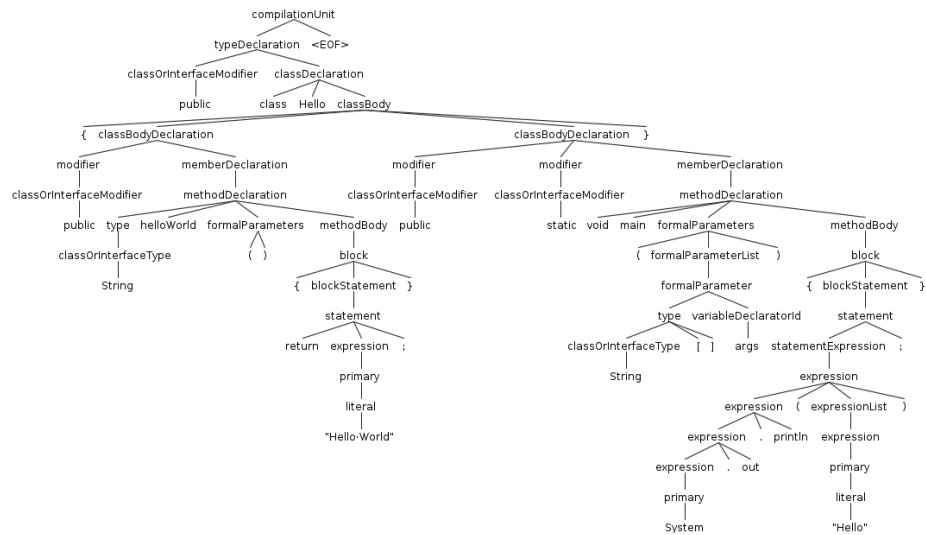 compilationUnit
typeDeclaration <EOF>
classOrInterfaceModifier classDeclaration
public class Hello classBody
{ classBodyDeclaration classBodyDeclaration }
modifier memberDeclaration modifier modifier memberDeclaration
classOrInterfaceModifier methodDeclaration classOrInterfaceModifier classOrInterfaceModifier methodDeclaration
public type helloWorld formalParameters methodBody public static void main formalParameters methodBody
classOrInterfaceType ( ) block ( formalParameterList ) block
String { blockStatement } formalParameter { blockStatement }
statement type variableDeclaratorId statement
return expression ; classOrInterfaceType [ ] args statementExpression ;
primary String expression
literal expression ( expressionList )
"Hello·World" expression . println expression
expression . out primary
primary literal
System "Hello"